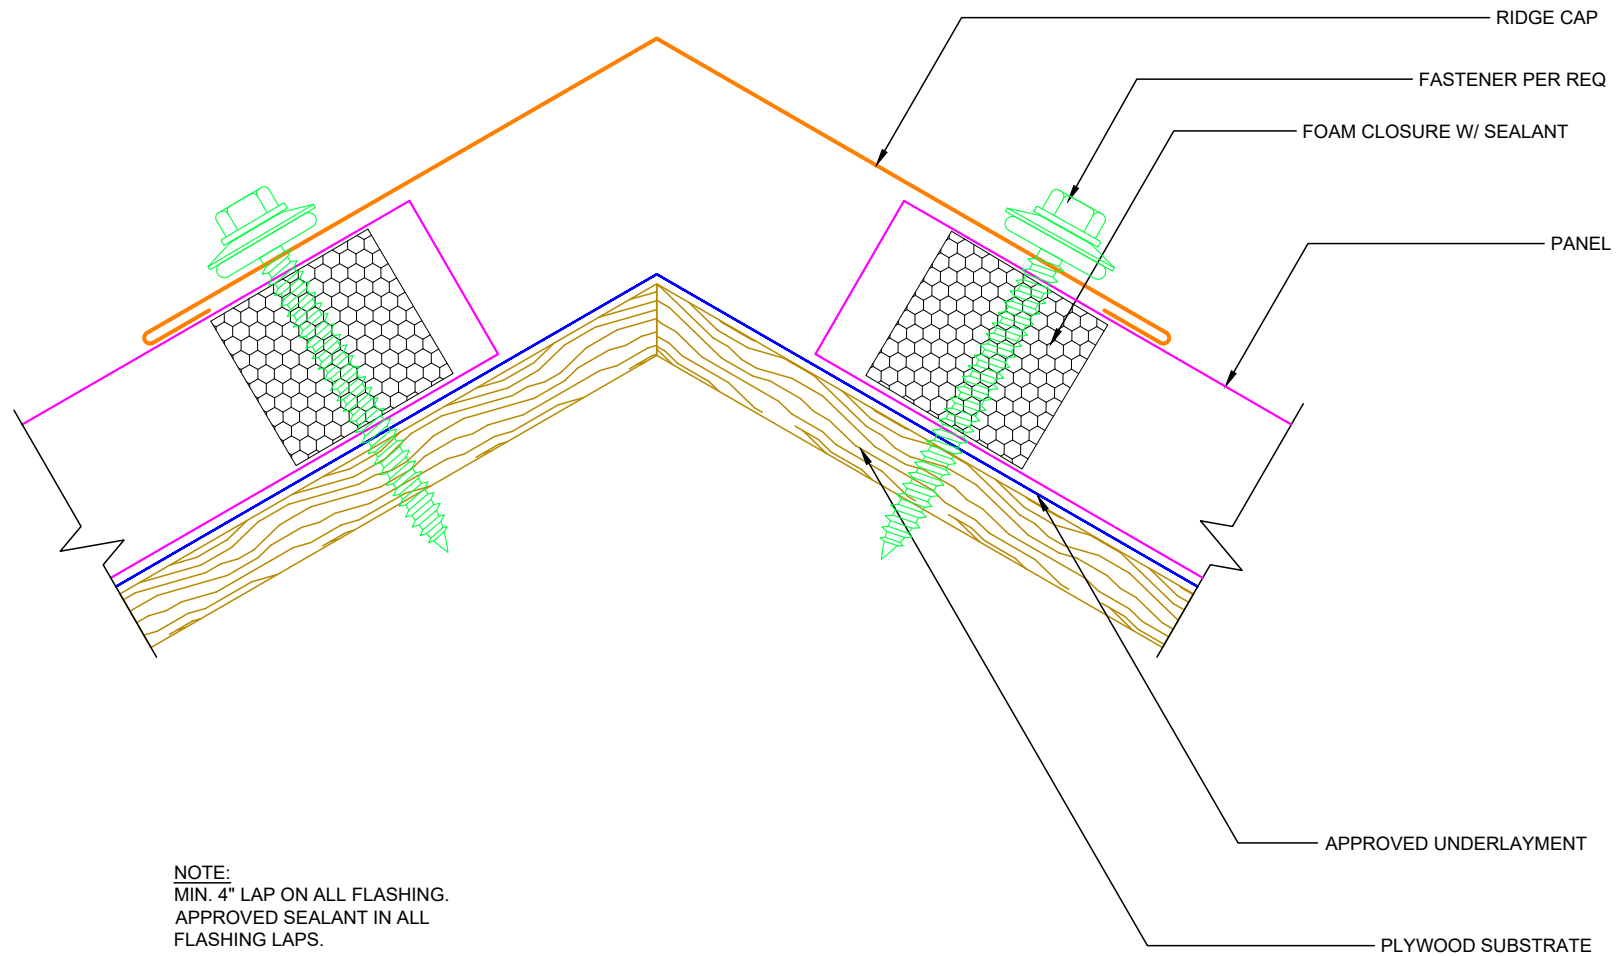 RIDGE CAP
FASTENER PER REQ
FOAM CLOSURE W/ SEALANT
PANEL
APPROVED UNDERLAYMENT
PLYWOOD SUBSTRATE
NOTE:
MIN. 4" LAP ON ALL FLASHING.
APPROVED SEALANT IN ALL
FLASHING LAPS.